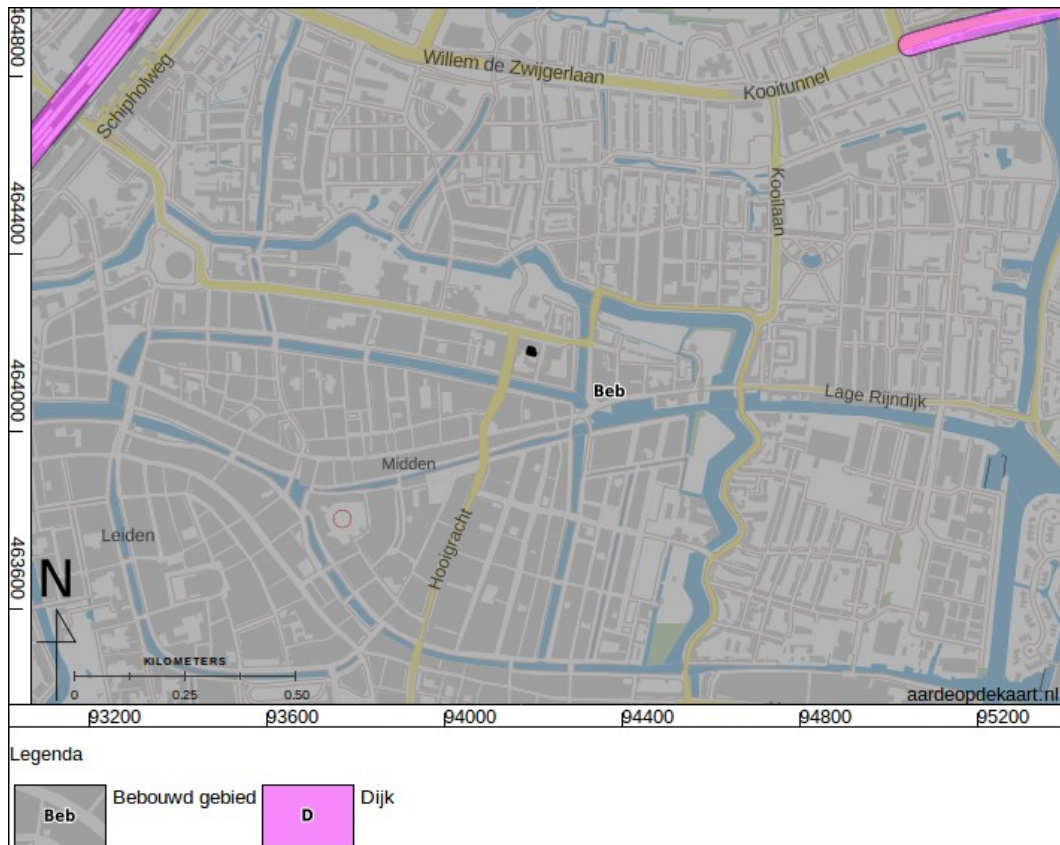 464800
464400
464000
463600
Willem de Zwijgerlaan
Kooitunnel
Schipholweg
Kooilaan
Beb
Lage Rijndijk
Midden
Leiden
Hooigracht
N
KILOMETERS
0 0.25 0.50
aardeopdekaart.nl
93200 93600 94000 94400 94800 95200
Legenda
Beb Bebouwd gebied D Dijk